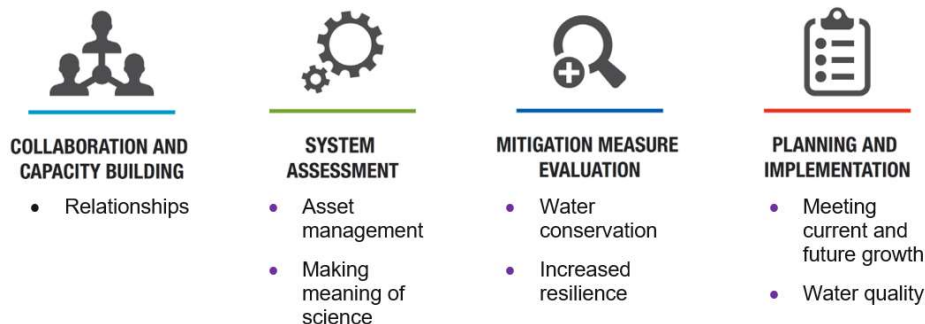 COLLABORATION AND
CAPACITY BUILDING
• Relationships
SYSTEM
ASSESSMENT
• Asset
management
• Making
meaning of
science
MITIGATION MEASURE
EVALUATION
• Water
conservation
• Increased
resilience
PLANNING AND
IMPLEMENTATION
• Meeting
current and
future growth
• Water quality